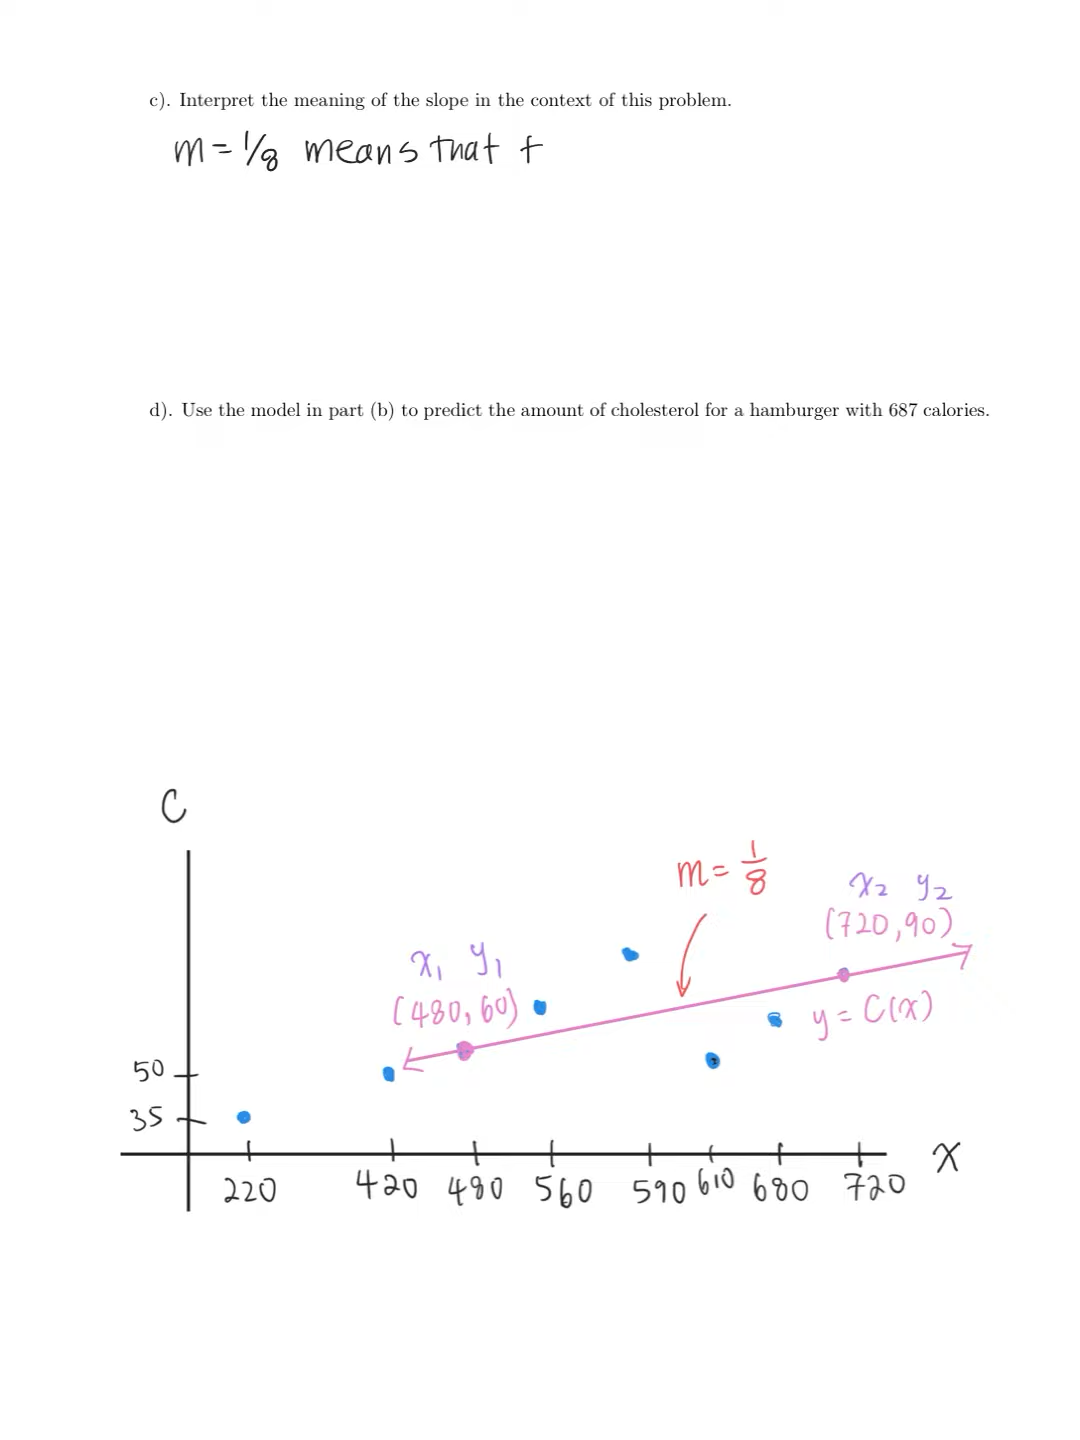 c). Interpret the meaning of the slope in the context of this problem.
m = 1/8 means that t
d). Use the model in part (b) to predict the amount of cholesterol for a hamburger with 687 calories.
C
m = 1/8
x₂ y₂
(720, 90)
x₁ y₁
(480, 60)
y = C(x)
50
35
x
220 420 480 560 590 610 680 720